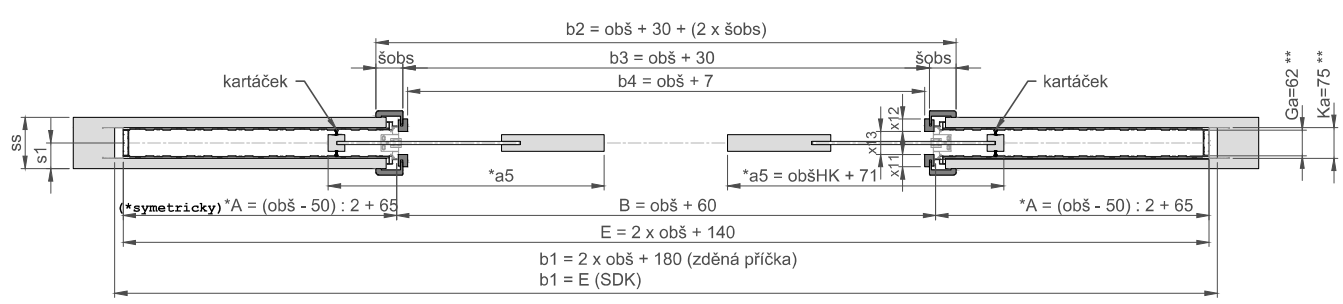 b2 = obš + 30 + (2 x šobs)
šobs
b3 = obš + 30
šobs
b4 = obš + 7
kartáček
kartáček
Ga=62 **
Ka=75 **
ss
s1
x12
x13
x11
*a5
*a5 = obšHK + 71
(*symetricky)
*A = (obš - 50) : 2 + 65
B = obš + 60
*A = (obš - 50) : 2 + 65
E = 2 x obš + 140
b1 = 2 x obš + 180 (zděná příčka)
b1 = E (SDK)